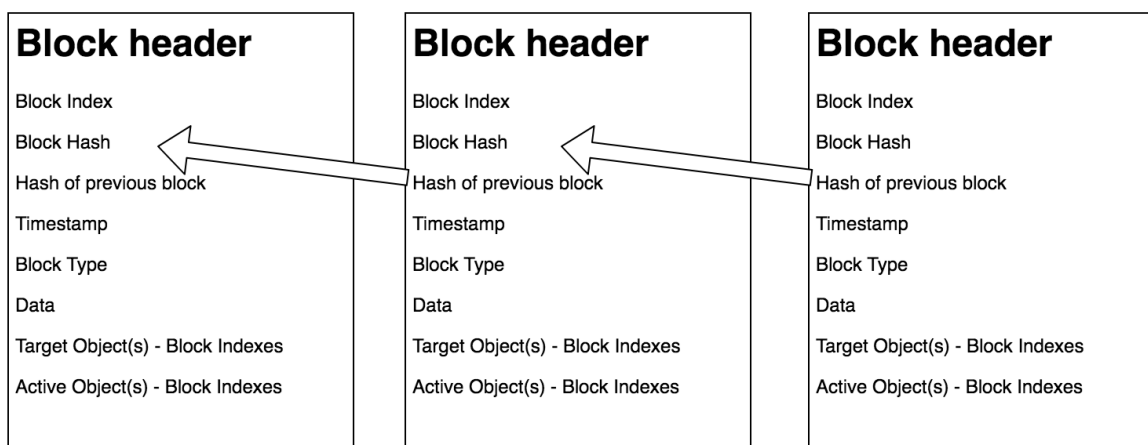 Block header
Block Index
Block Hash
Hash of previous block
Timestamp
Block Type
Data
Target Object(s) - Block Indexes
Active Object(s) - Block Indexes
Block header
Block Index
Block Hash
Hash of previous block
Timestamp
Block Type
Data
Target Object(s) - Block Indexes
Active Object(s) - Block Indexes
Block header
Block Index
Block Hash
Hash of previous block
Timestamp
Block Type
Data
Target Object(s) - Block Indexes
Active Object(s) - Block Indexes